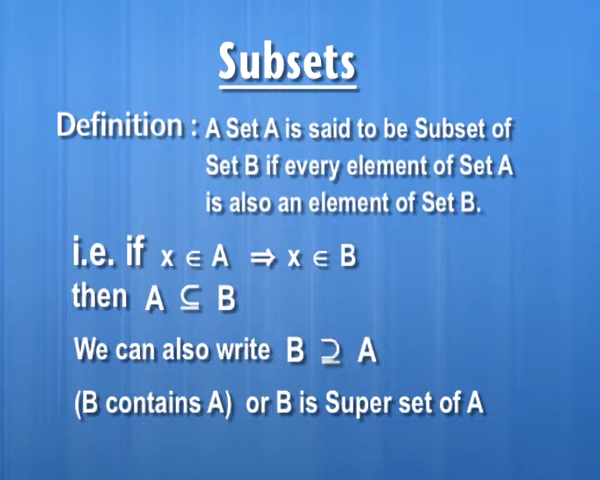 Subsets
Definition : A Set A is said to be Subset of
Set B if every element of Set A
is also an element of Set B.
i.e. if x ∈ A ⇒ x ∈ B
then A ⊆ B
We can also write B ⊇ A
(B contains A) or B is Super set of A